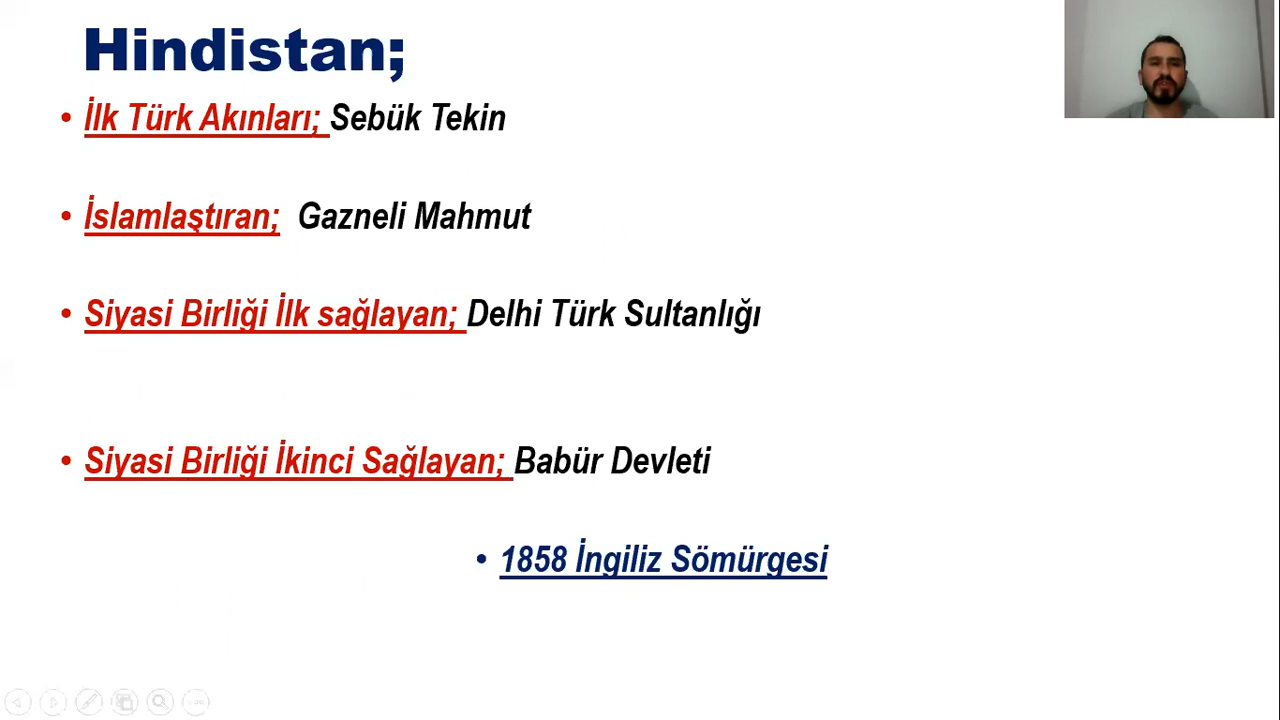 Hindistan;
• İlk Türk Akınları; Sebük Tekin
• İslamlaştıran; Gazneli Mahmut
• Siyasi Birliği İlk sağlayan; Delhi Türk Sultanlığı
• Siyasi Birliği İkinci Sağlayan; Babür Devleti
• 1858 İngiliz Sömürgesi